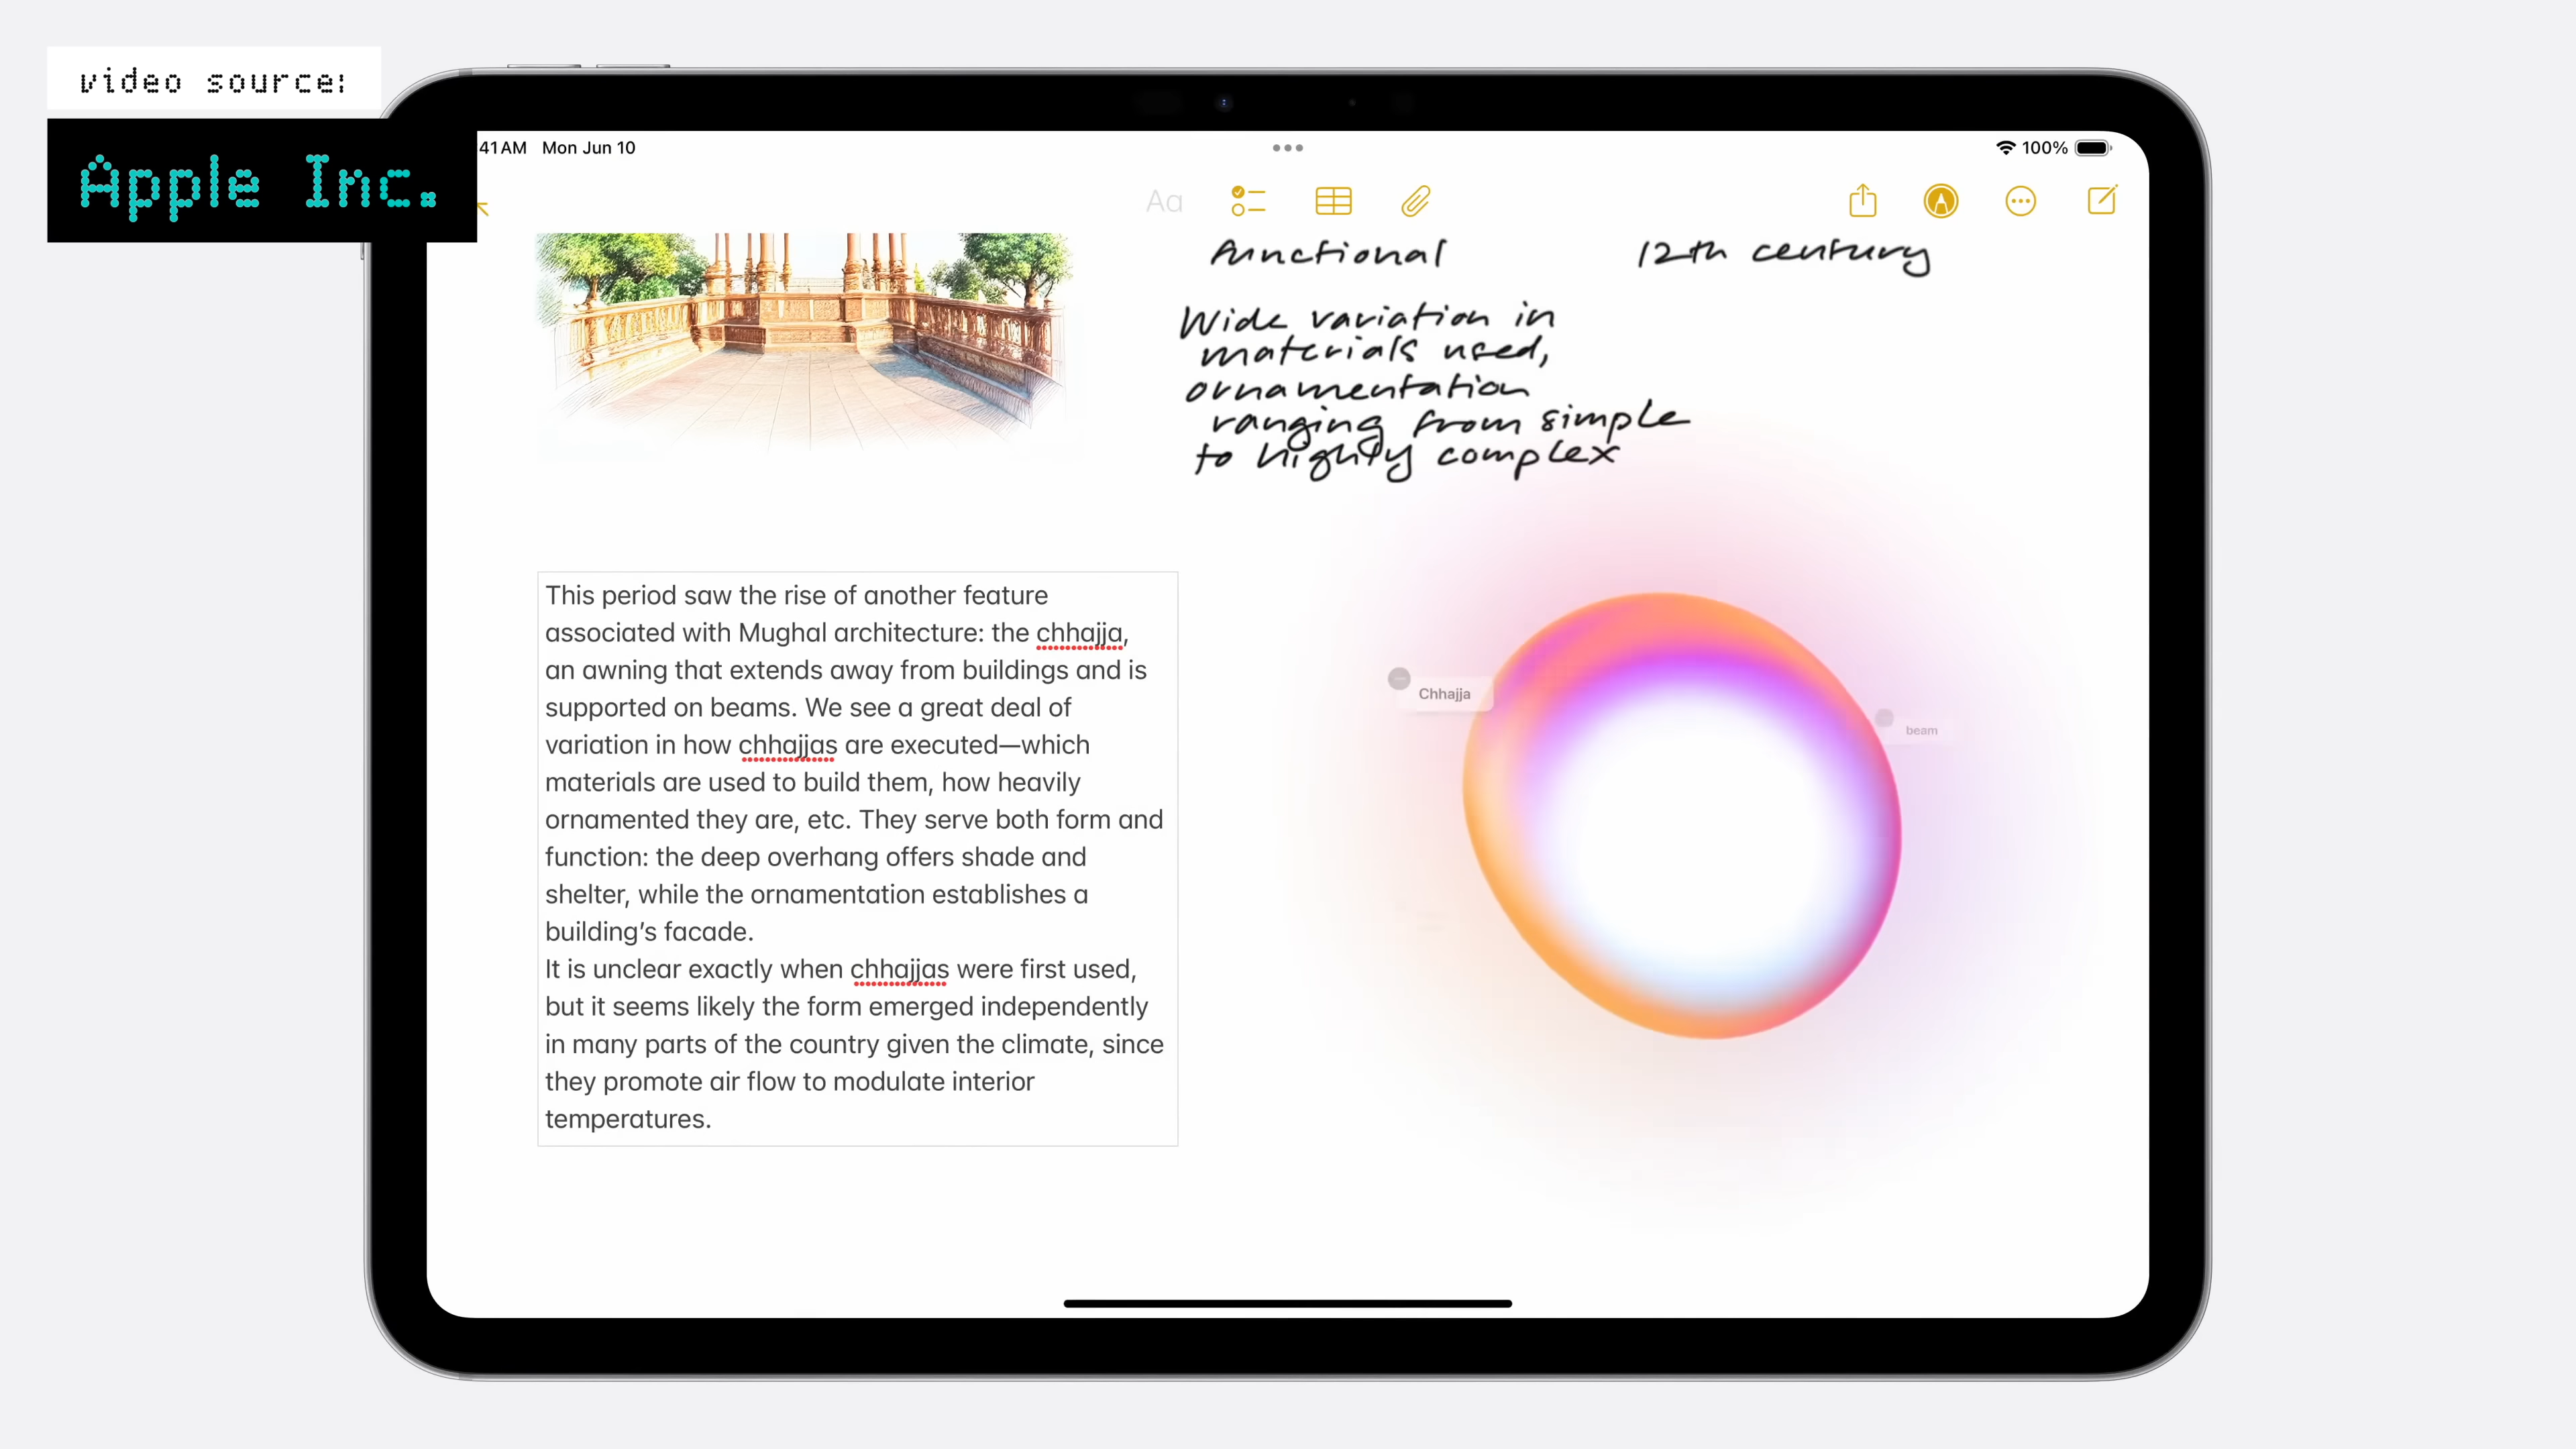 video source:
Apple Inc.
41AM Mon Jun 10
100%
Aa
functional
12th century
Wide variation in
materials used,
ornamentation
ranging from simple
to highly complex
This period saw the rise of another feature
associated with Mughal architecture: the chhajja,
an awning that extends away from buildings and is
supported on beams. We see a great deal of
variation in how chhajjas are executed—which
materials are used to build them, how heavily
ornamented they are, etc. They serve both form and
function: the deep overhang offers shade and
shelter, while the ornamentation establishes a
building's facade.
It is unclear exactly when chhajjas were first used,
but it seems likely the form emerged independently
in many parts of the country given the climate, since
they promote air flow to modulate interior
temperatures.
Chhajja
beam